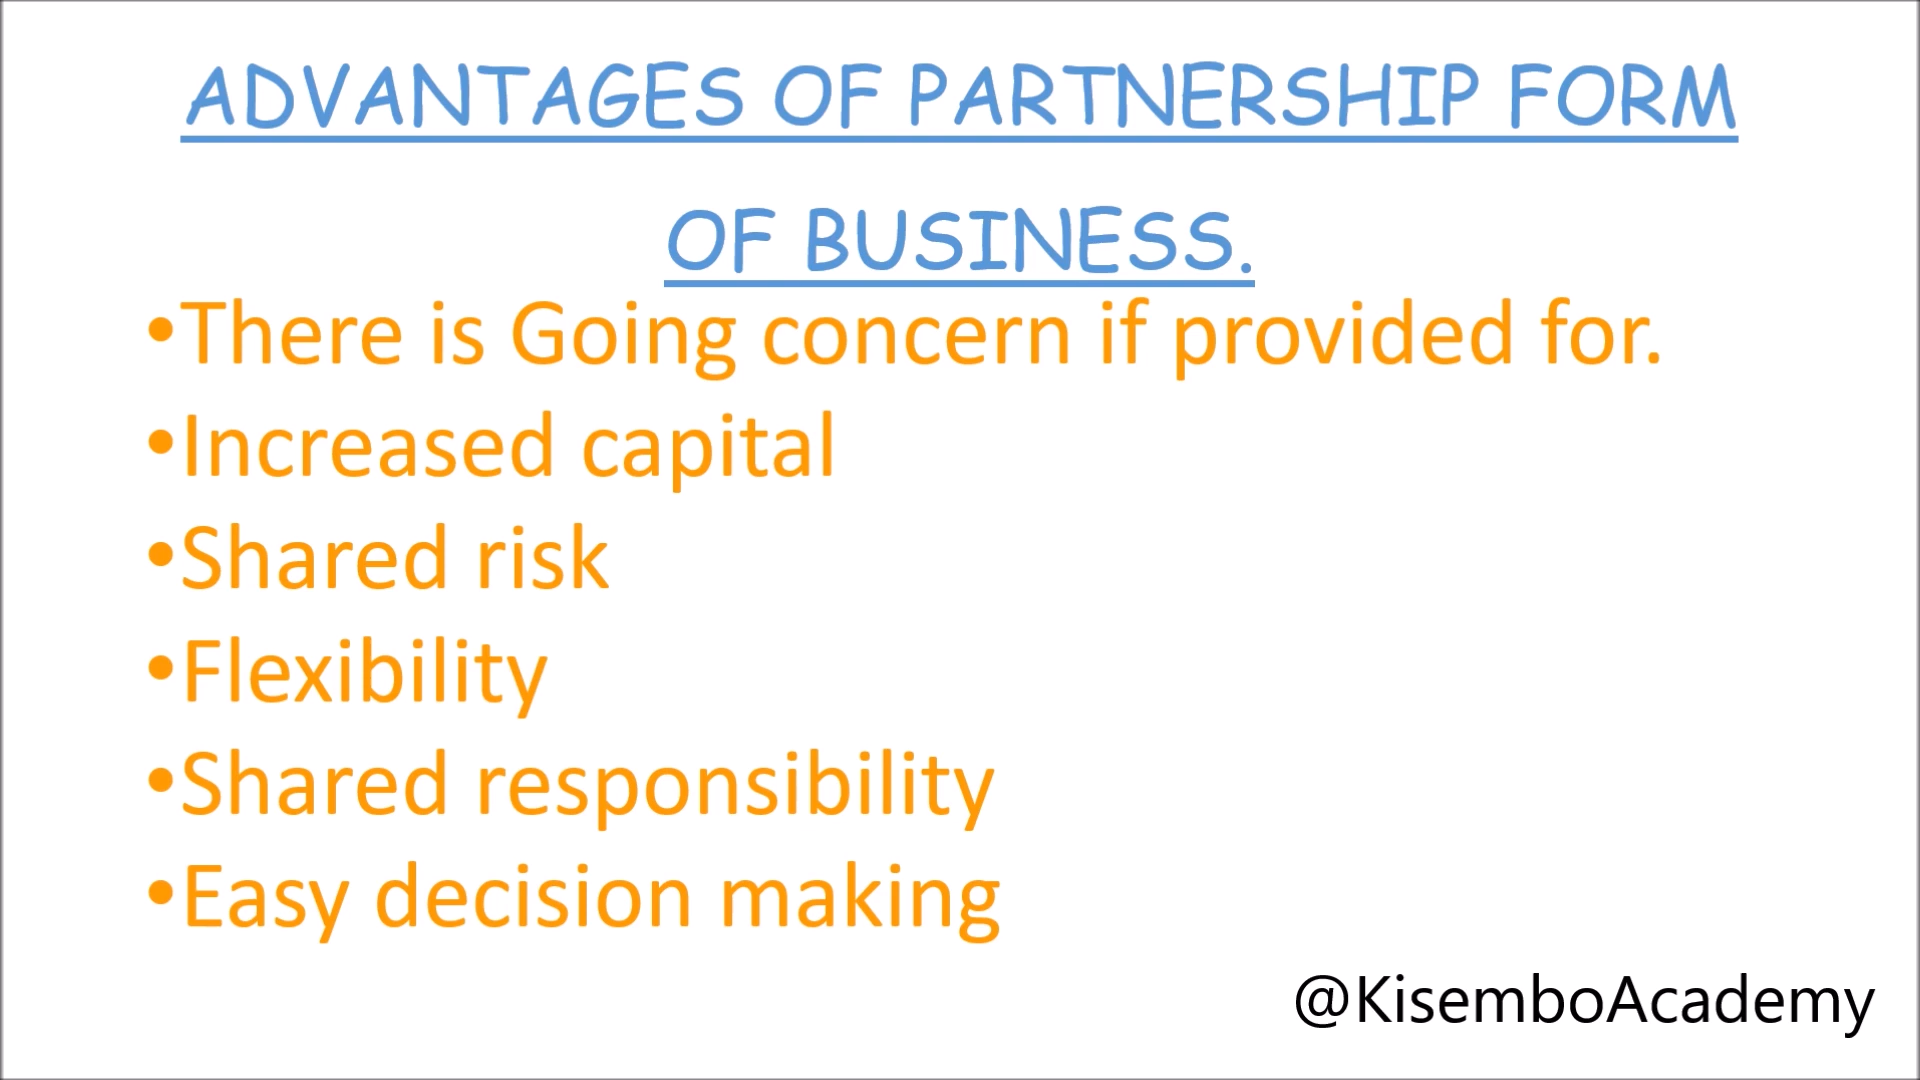 ADVANTAGES OF PARTNERSHIP FORM
OF BUSINESS.
•There is Going concern if provided for.
•Increased capital
•Shared risk
•Flexibility
•Shared responsibility
•Easy decision making
@KisemboAcademy